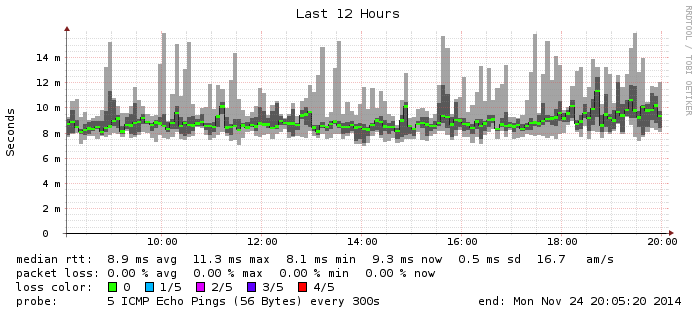 Last 12 Hours
RRDTOOL / TOBI OETIKER
Seconds
14 m
12 m
10 m
8 m
6 m
4 m
2 m
0
10:00 12:00 14:00 16:00 18:00 20:00
median rtt: 8.9 ms avg 11.3 ms max 8.1 ms min 9.3 ms now 0.5 ms sd 16.7 am/s
packet loss: 0.00 % avg 0.00 % max 0.00 % min 0.00 % now
loss color: 0 1/5 2/5 3/5 4/5
probe: 5 ICMP Echo Pings (56 Bytes) every 300s end: Mon Nov 24 20:05:20 2014